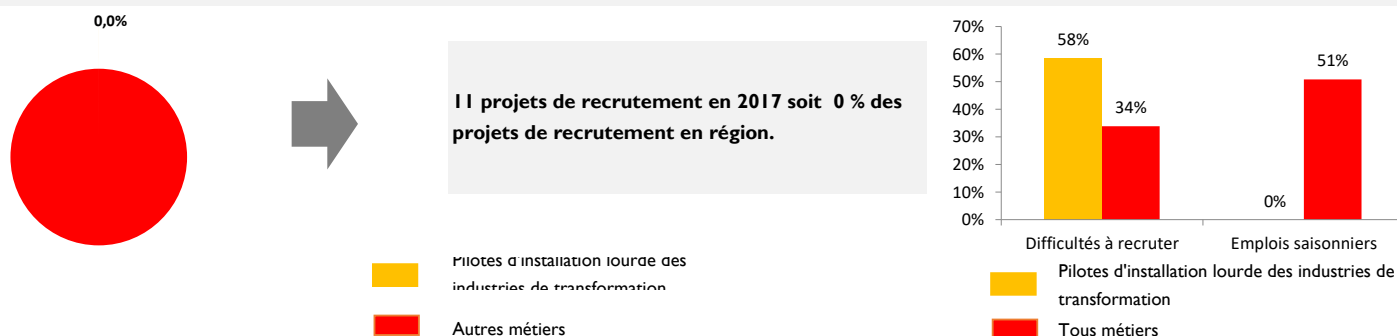 0,0%
11 projets de recrutement en 2017 soit 0 % des
projets de recrutement en région.
Pilotes d'installation lourde des
industries de transformation
Autres métiers
70%
60%
50%
40%
30%
20%
10%
0%
58%
34%
0%
51%
Difficultés à recruter
Emplois saisonniers
Pilotes d'installation lourde des industries de
transformation
Tous métiers